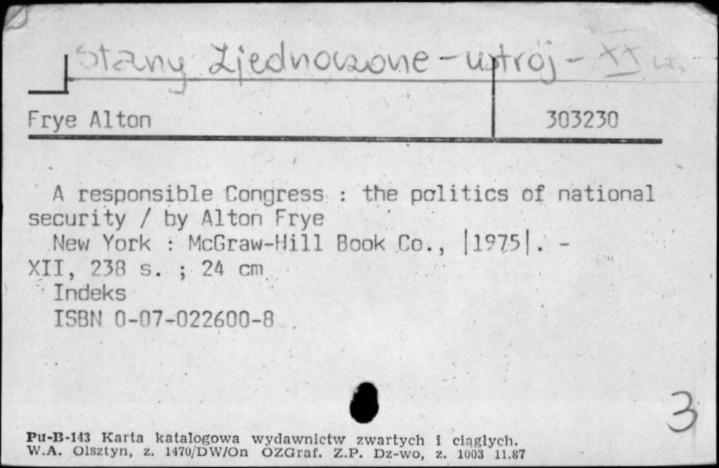 Stany Zjednoczone - ustrój - XX w.
Frye Alton 303230
A responsible Congress : the politics of national
security / by Alton Frye
New York : McGraw-Hill Book Co., |1975|. -
XII, 238 s. ; 24 cm
Indeks
ISBN 0-07-022600-8
3
Pu-B-143 Karta katalogowa wydawnictw zwartych i ciągłych.
W.A. Olsztyn, z. 1470/DW/On OZGraf. Z.P. Dz-wo, z. 1003 11.87